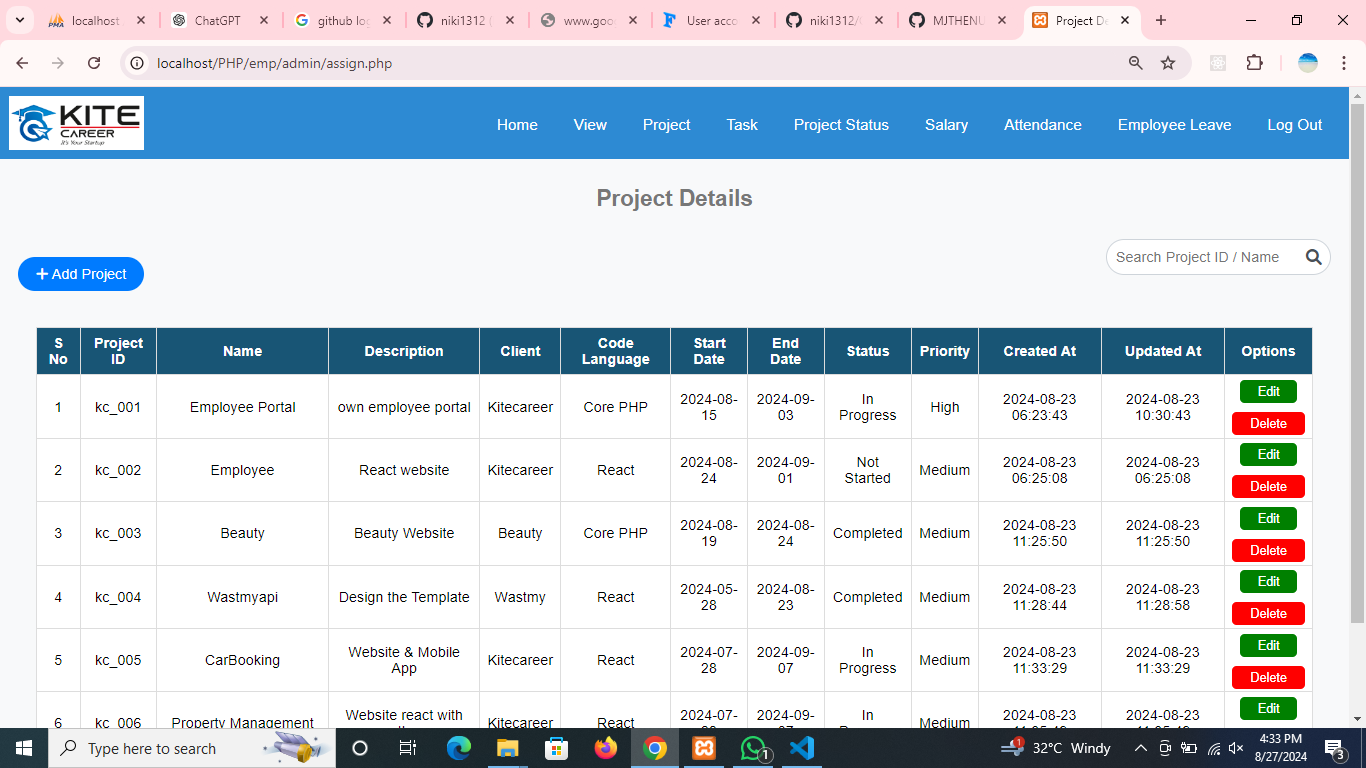 localhost
ChatGPT
github lo
niki1312 (
www.goo
User acco
niki1312/
MJTHENU
Project De
localhost/PHP/emp/admin/assign.php
KITE
CAREER
It's Your Startup
Home View Project Task Project Status Salary Attendance Employee Leave Log Out
Project Details
Add Project
Search Project ID / Name
S No Project ID Name Description Client Code Language Start Date End Date Status Priority Created At Updated At Options
1 kc_001 Employee Portal own employee portal Kitecareer Core PHP 2024-08-15 2024-09-03 In Progress High 2024-08-23 06:23:43 2024-08-23 10:30:43 Edit Delete
2 kc_002 Employee React website Kitecareer React 2024-08-24 2024-09-01 Not Started Medium 2024-08-23 06:25:08 2024-08-23 06:25:08 Edit Delete
3 kc_003 Beauty Beauty Website Beauty Core PHP 2024-08-19 2024-08-24 Completed Medium 2024-08-23 11:25:50 2024-08-23 11:25:50 Edit Delete
4 kc_004 Wastmyapi Design the Template Wastmy React 2024-05-28 2024-08-23 Completed Medium 2024-08-23 11:28:44 2024-08-23 11:28:58 Edit Delete
5 kc_005 CarBooking Website & Mobile App Kitecareer React 2024-07-28 2024-09-07 In Progress Medium 2024-08-23 11:33:29 2024-08-23 11:33:29 Edit Delete
6 kc_006 Property Management Website react with Kitecareer React 2024-07- 2024-09- In Medium 2024-08-23 2024-08-23 Edit
Type here to search
1
1
32°C Windy
4:33 PM
8/27/2024
3